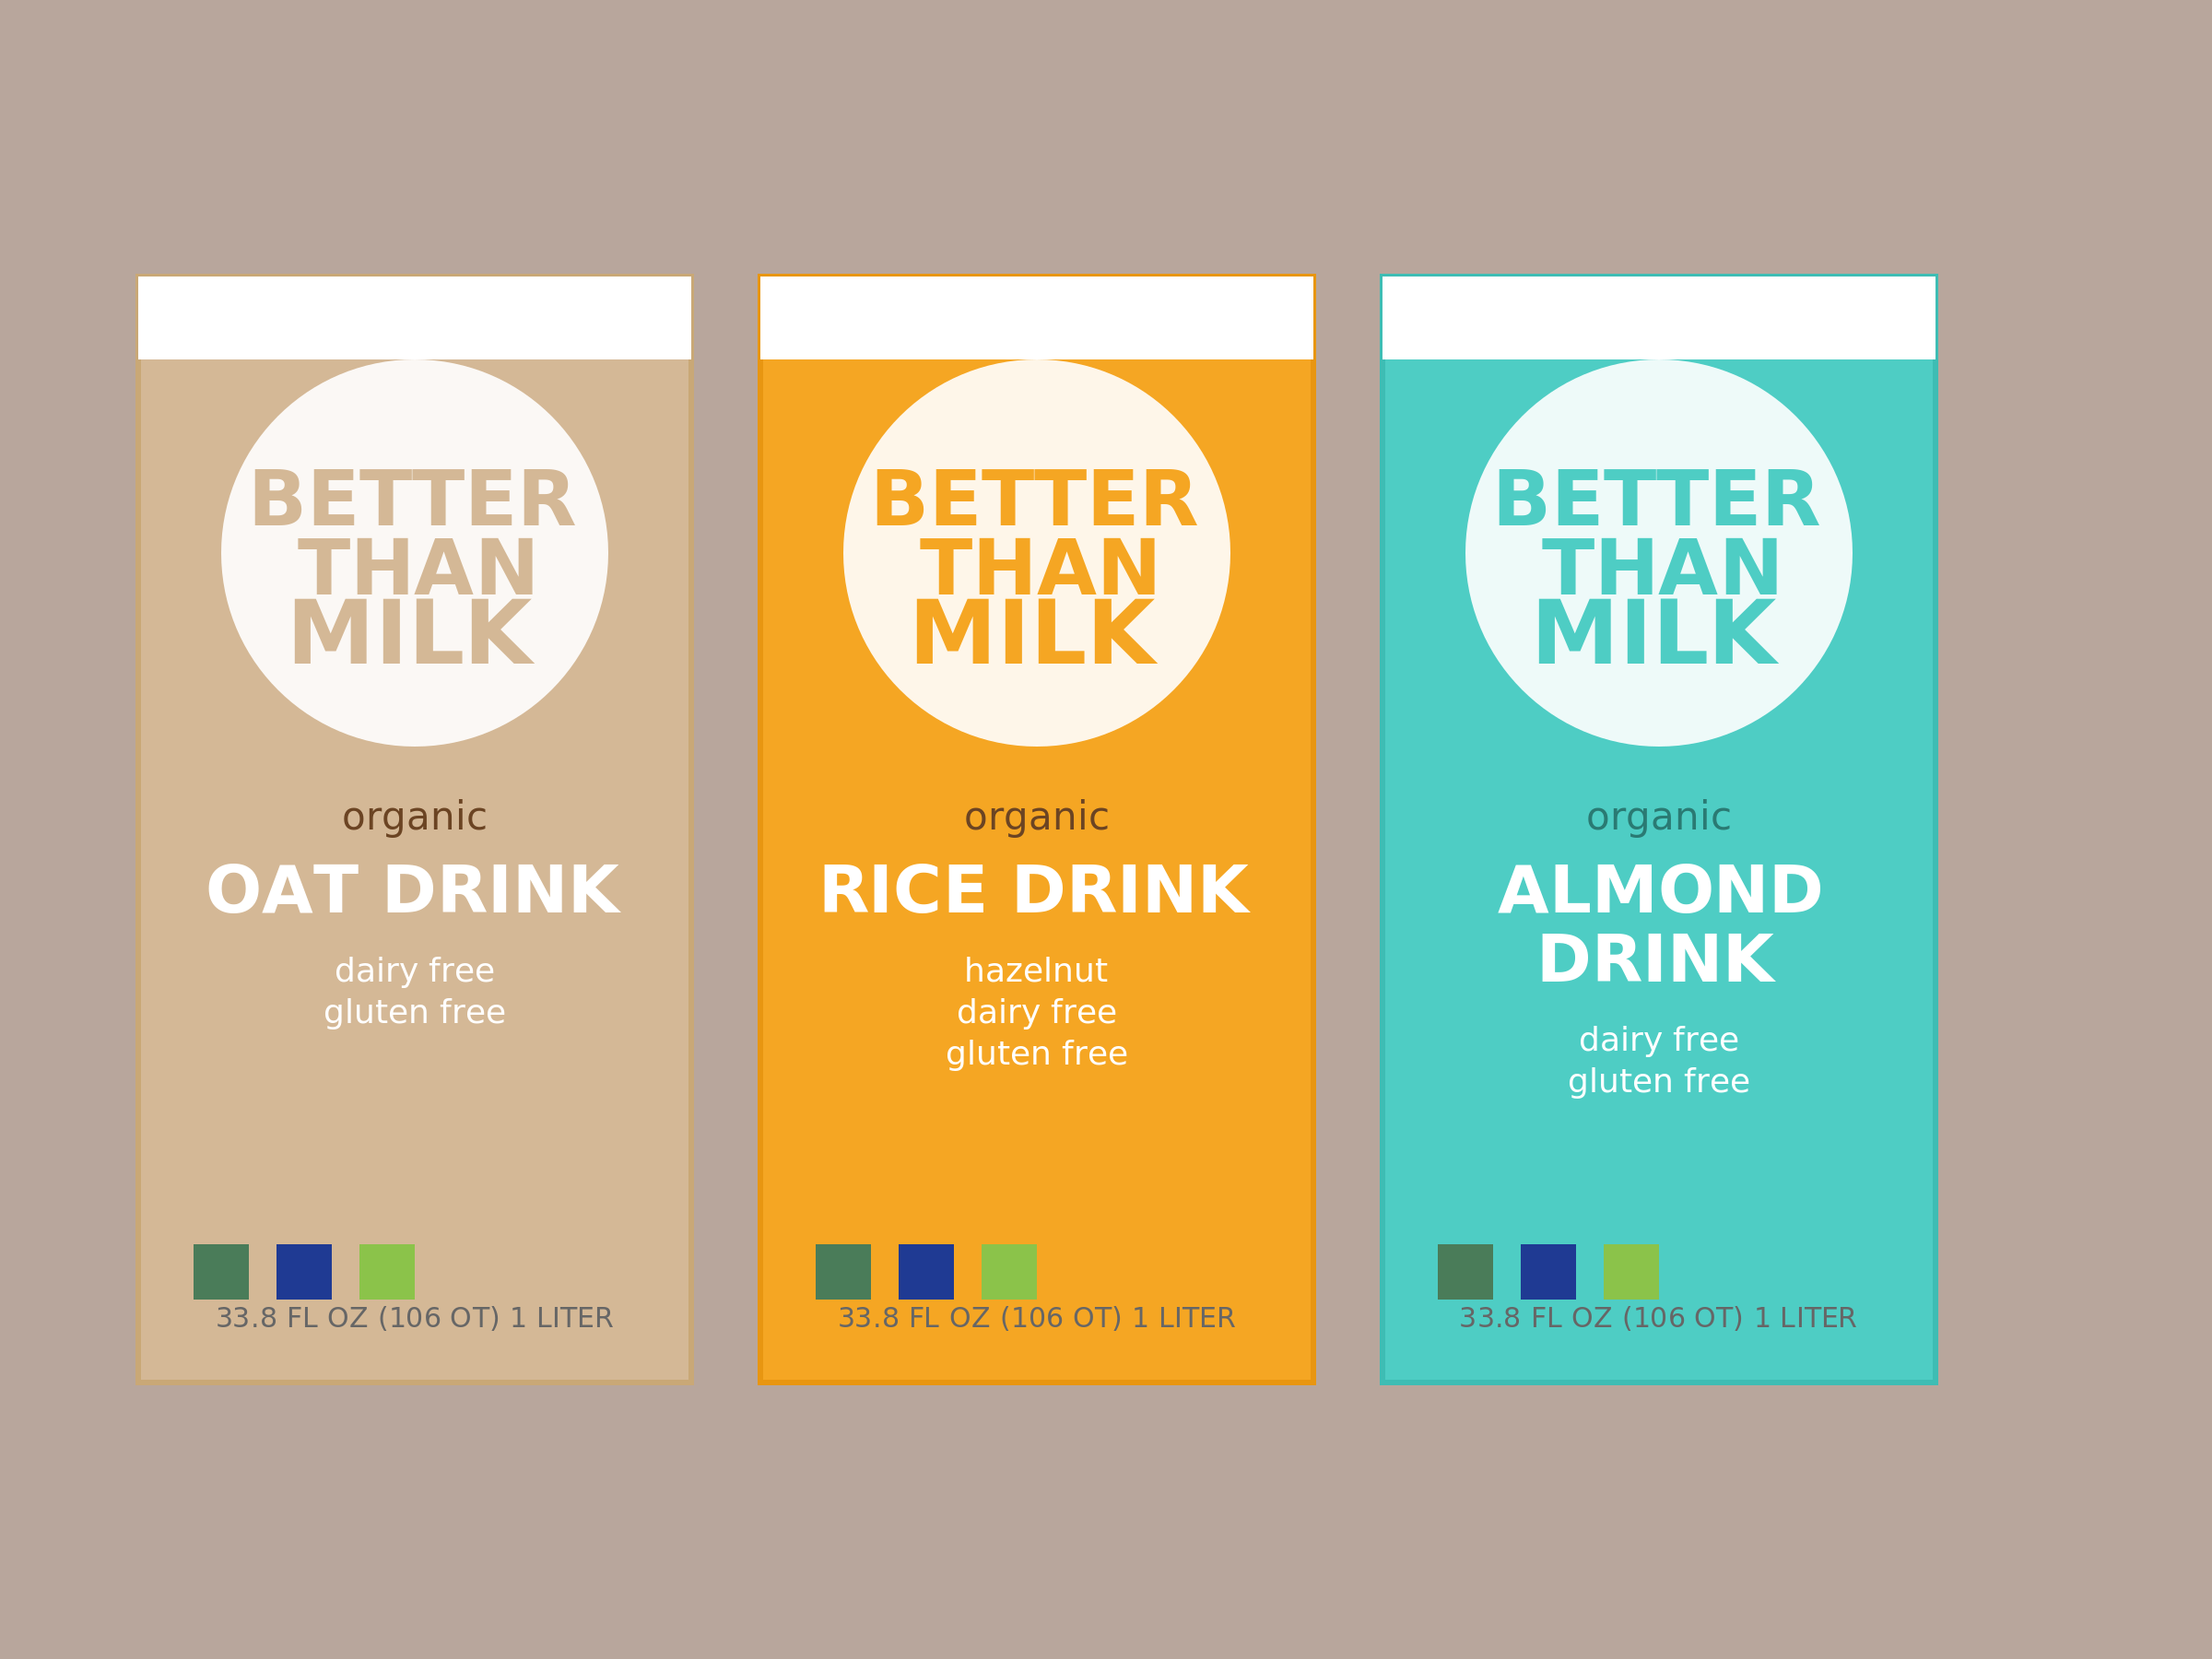 BETTER
THAN
MILK
organic
OAT DRINK
dairy free
gluten free
33.8 FL OZ (106 OT) 1 LITER
BETTER
THAN
MILK
organic
RICE DRINK
hazelnut
dairy free
gluten free
33.8 FL OZ (106 OT) 1 LITER
BETTER
THAN
MILK
organic
ALMOND
DRINK
dairy free
gluten free
33.8 FL OZ (106 OT) 1 LITER